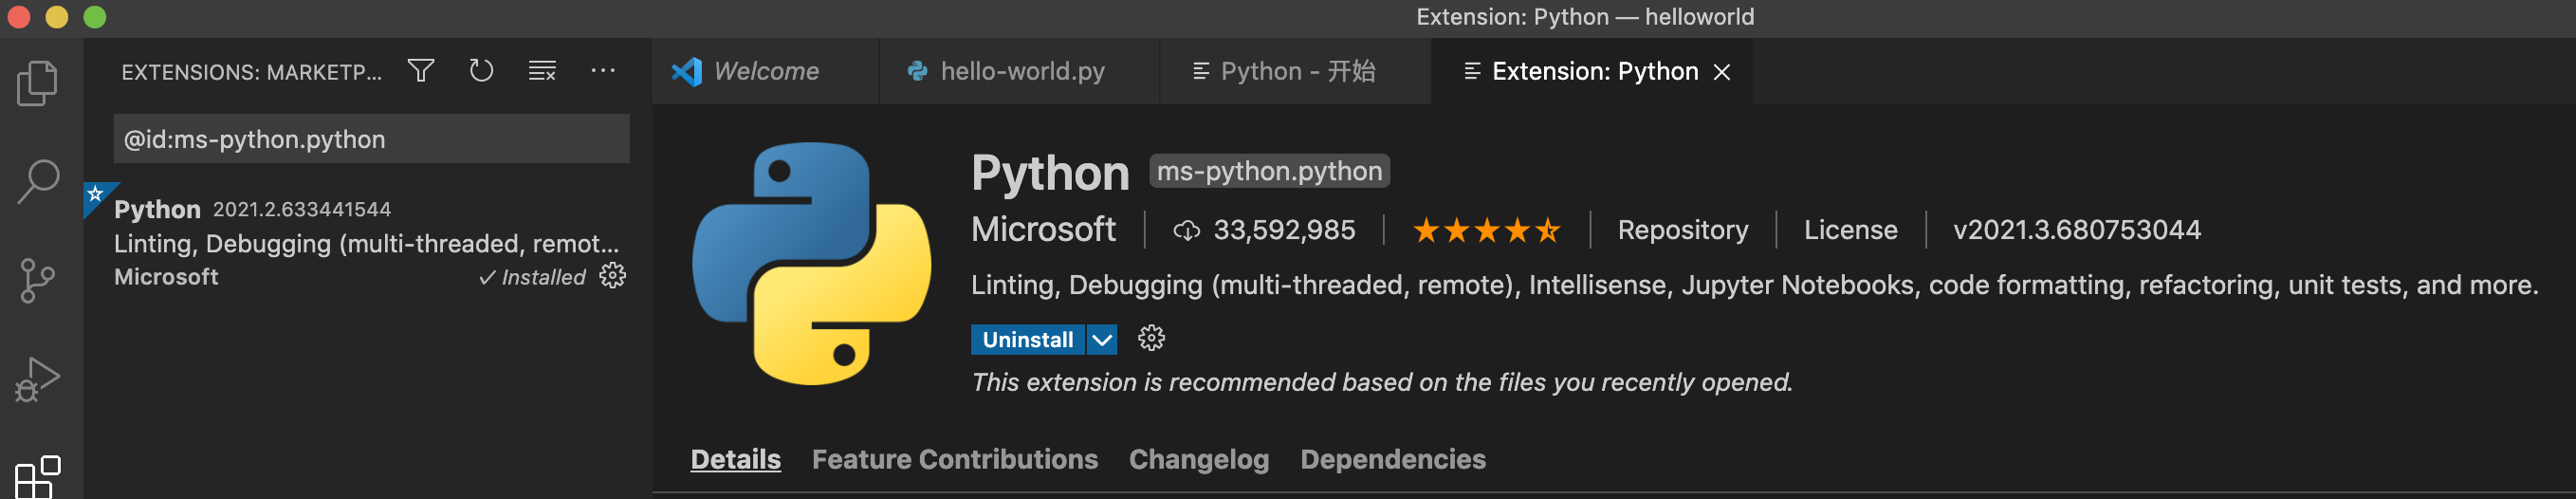 Extension: Python — helloworld
EXTENSIONS: MARKETP...
@id:ms-python.python
Python 2021.2.633441544
Linting, Debugging (multi-threaded, remot...
Microsoft ✓ Installed
Welcome hello-world.py Python - 开始 Extension: Python
Python ms-python.python
Microsoft 33,592,985 Repository License v2021.3.680753044
Linting, Debugging (multi-threaded, remote), Intellisense, Jupyter Notebooks, code formatting, refactoring, unit tests, and more.
Uninstall
This extension is recommended based on the files you recently opened.
Details Feature Contributions Changelog Dependencies